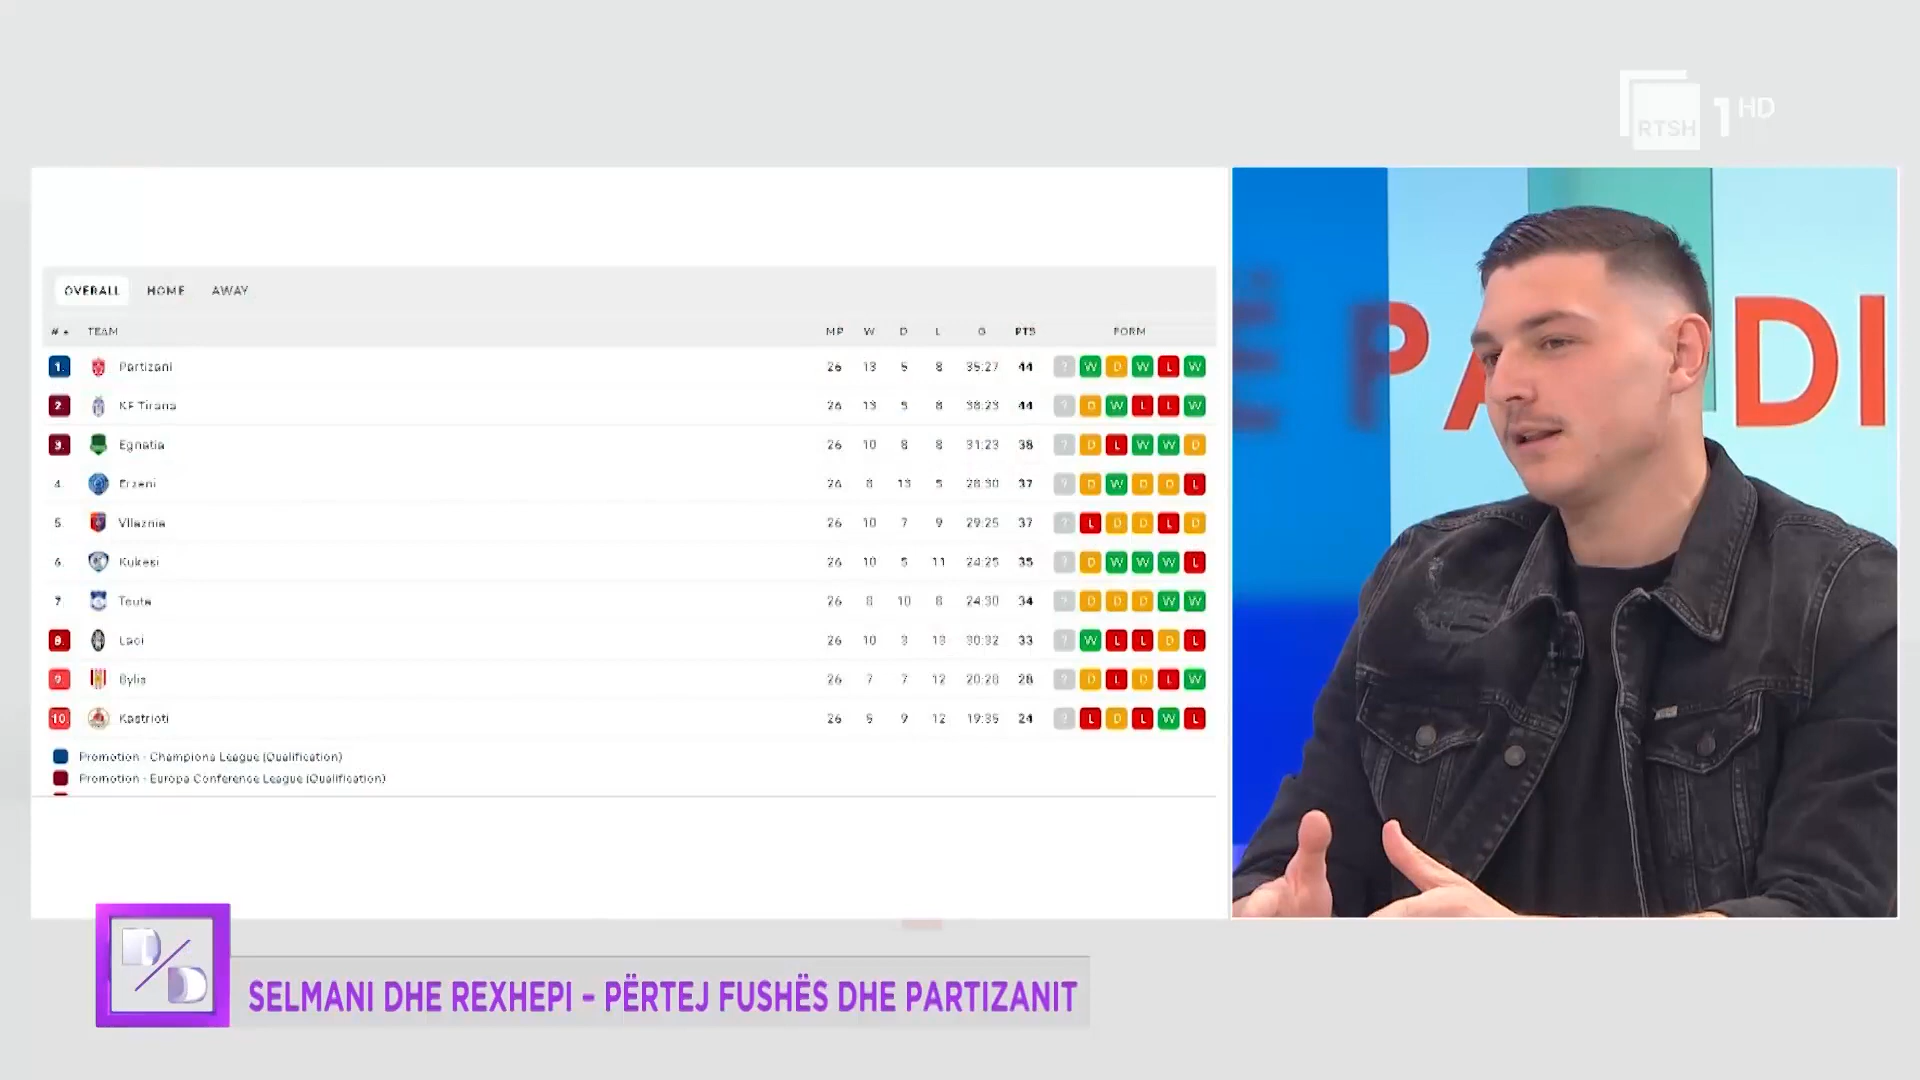 RTSH 1 HD
OVERALL HOME AWAY
# TEAM MP W D L G PTS FORM
1. Partizani 26 13 5 8 35:27 44 ? W D W L W
2. KF Tirana 26 13 5 8 38:23 44 ? D W L L W
3. Egnatia 26 10 8 8 31:23 38 ? D L W W D
4. Erzeni 26 8 13 5 28:30 37 ? D W D D L
5. Vllaznia 26 10 7 9 29:25 37 ? L D D L D
6. Kukesi 26 10 5 11 24:25 35 ? D W W W L
7. Teuta 26 8 10 8 24:30 34 ? D D D W W
8. Laci 26 10 3 13 30:32 33 ? W L L D L
9. Bylis 26 7 7 12 20:28 28 ? D L D L W
10. Kastrioti 26 5 9 12 19:35 24 ? L D L W L
Promotion - Champions League (Qualification)
Promotion - Europa Conference League (Qualification)
Ë PA DI
D/D
SELMANI DHE REXHEPI – PËRTEJ FUSHËS DHE PARTIZANIT